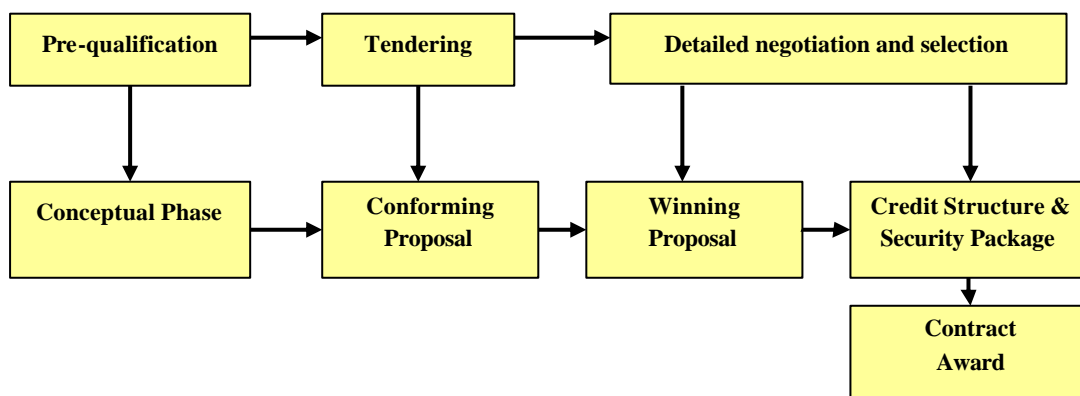 Pre-qualification
Tendering
Detailed negotiation and selection
Conceptual Phase
Conforming
Proposal
Winning
Proposal
Credit Structure &
Security Package
Contract
Award